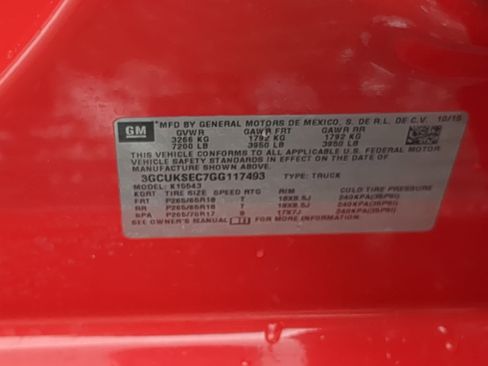 GM
*MFD BY GENERAL MOTORS DE MEXICO, S. DE R.L. DE C.V. 10/15
GVWR GAWR FRT GAWR RR
3266 KG 1792 KG 1792 KG
7200 LB 3950 LB 3950 LB
THIS VEHICLE CONFORMS TO ALL APPLICABLE U.S. FEDERAL MOTOR
VEHICLE SAFETY STANDARDS IN EFFECT ON THE DATE OF
MANUFACTURE SHOWN ABOVE.
3GCUKSEC7GG117493 TYPE: TRUCK
MODEL: K15543
KGRT TIRE SIZE SPEED RTG RIM COLD TIRE PRESSURE
FRT P265/65R18 T 18X8.5J 240KPA(35PSI)
RR P265/65R18 T 18X8.5J 240KPA(35PSI)
SPA P265/70R17 S 17X7J 240KPA(35PSI)
SEE OWNER'S MANUAL